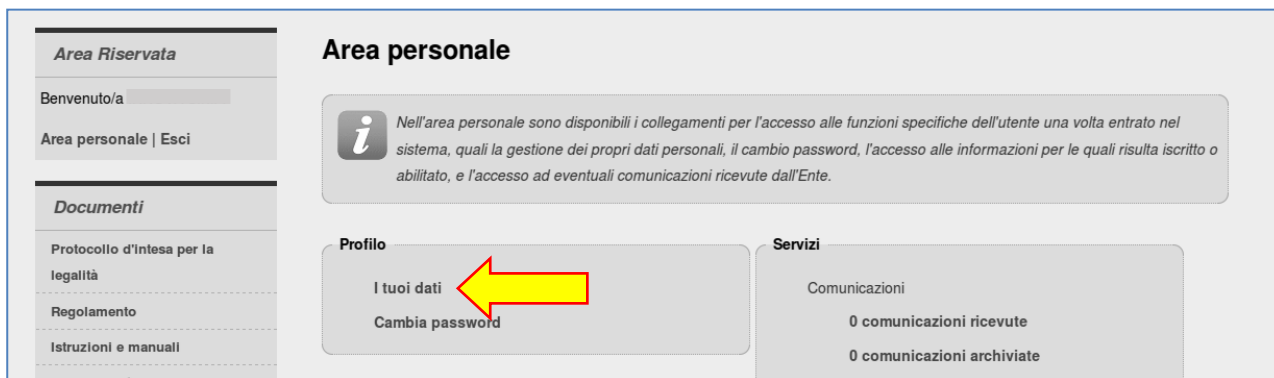 Area Riservata
Benvenuto/a
Area personale | Esci
Documenti
Protocollo d'intesa per la
legalità
Regolamento
Istruzioni e manuali
Area personale
Nell'area personale sono disponibili i collegamenti per l'accesso alle funzioni specifiche dell'utente una volta entrato nel
sistema, quali la gestione dei propri dati personali, il cambio password, l'accesso alle informazioni per le quali risulta iscritto o
abilitato, e l'accesso ad eventuali comunicazioni ricevute dall'Ente.
Profilo
I tuoi dati
Cambia password
Servizi
Comunicazioni
0 comunicazioni ricevute
0 comunicazioni archiviate